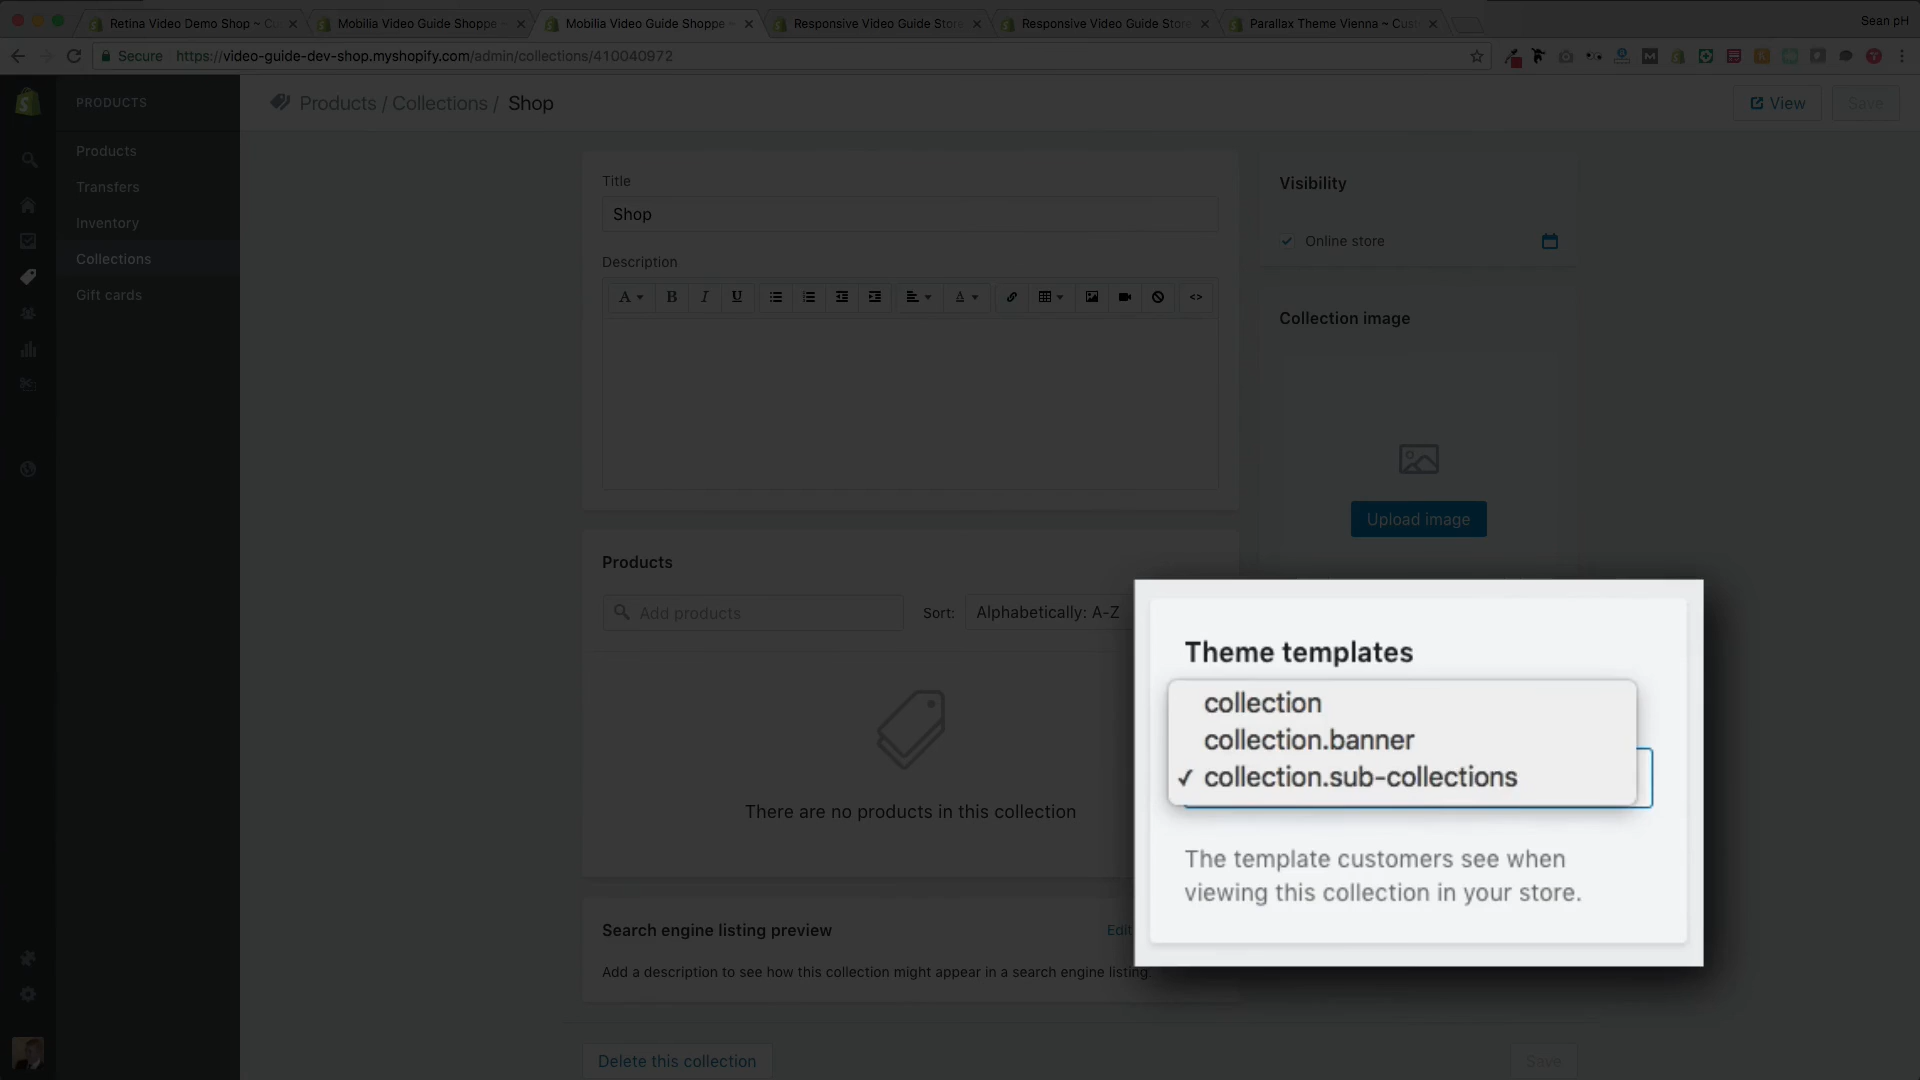 Retina Video Demo Shop ~ Cu
Mobilia Video Guide Shoppe ~
Mobilia Video Guide Shoppe ~
Responsive Video Guide Store
Responsive Video Guide Store
Parallax Theme Vienna ~ Cust
Sean pH
Secure https://video-guide-dev-shop.myshopify.com/admin/collections/410040972
PRODUCTS
Products
Transfers
Inventory
Collections
Gift cards
Products / Collections / Shop
View
Save
Title
Shop
Description
A
B
I
U
A
<>
Visibility
Online store
Collection image
Upload image
Products
Add products
Sort:
Alphabetically: A-Z
There are no products in this collection
Theme templates
collection
collection.banner
✓ collection.sub-collections
The template customers see when
viewing this collection in your store.
Search engine listing preview
Edit
Add a description to see how this collection might appear in a search engine listing.
Delete this collection
Save